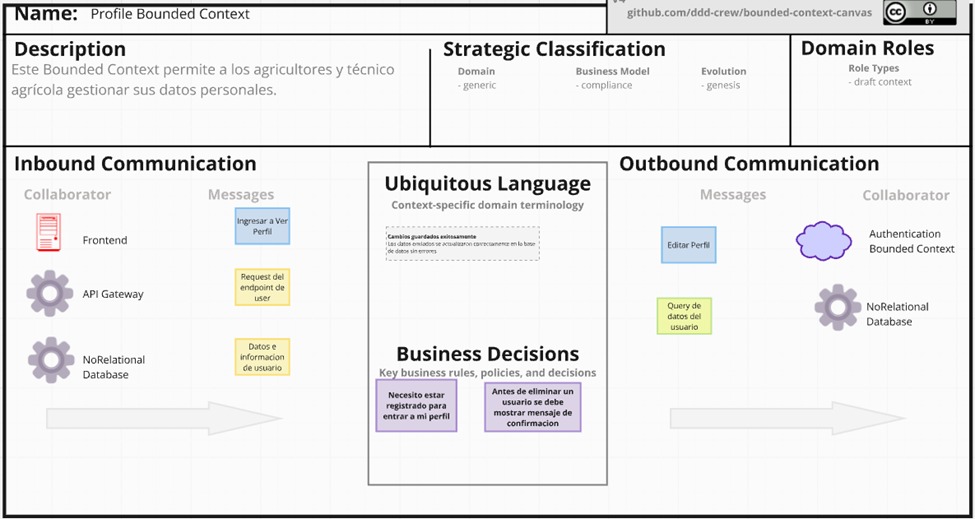 Name: Profile Bounded Context
V4
github.com/ddd-crew/bounded-context-canvas
cc
BY
Description
Este Bounded Context permite a los agricultores y técnico
agrícola gestionar sus datos personales.
Strategic Classification
Domain
- generic
Business Model
- compliance
Evolution
- genesis
Domain Roles
Role Types
- draft context
Inbound Communication
Collaborator
Messages
Frontend
Ingresar a Ver
Perfil
API Gateway
Request del
endpoint de
user
NoRelational
Database
Datos e
informacion
de usuario
Ubiquitous Language
Context-specific domain terminology
Cambios guardados exitosamente
Los datos enviados se actualizaron correctamente en la base
de datos sin errores
Business Decisions
Key business rules, policies, and decisions
Necesito estar
registrado para
entrar a mi perfil
Antes de eliminar un
usuario se debe
mostrar mensaje de
confirmacion
Outbound Communication
Messages
Collaborator
Editar Perfil
Authentication
Bounded Context
Query de
datos del
usuario
NoRelational
Database